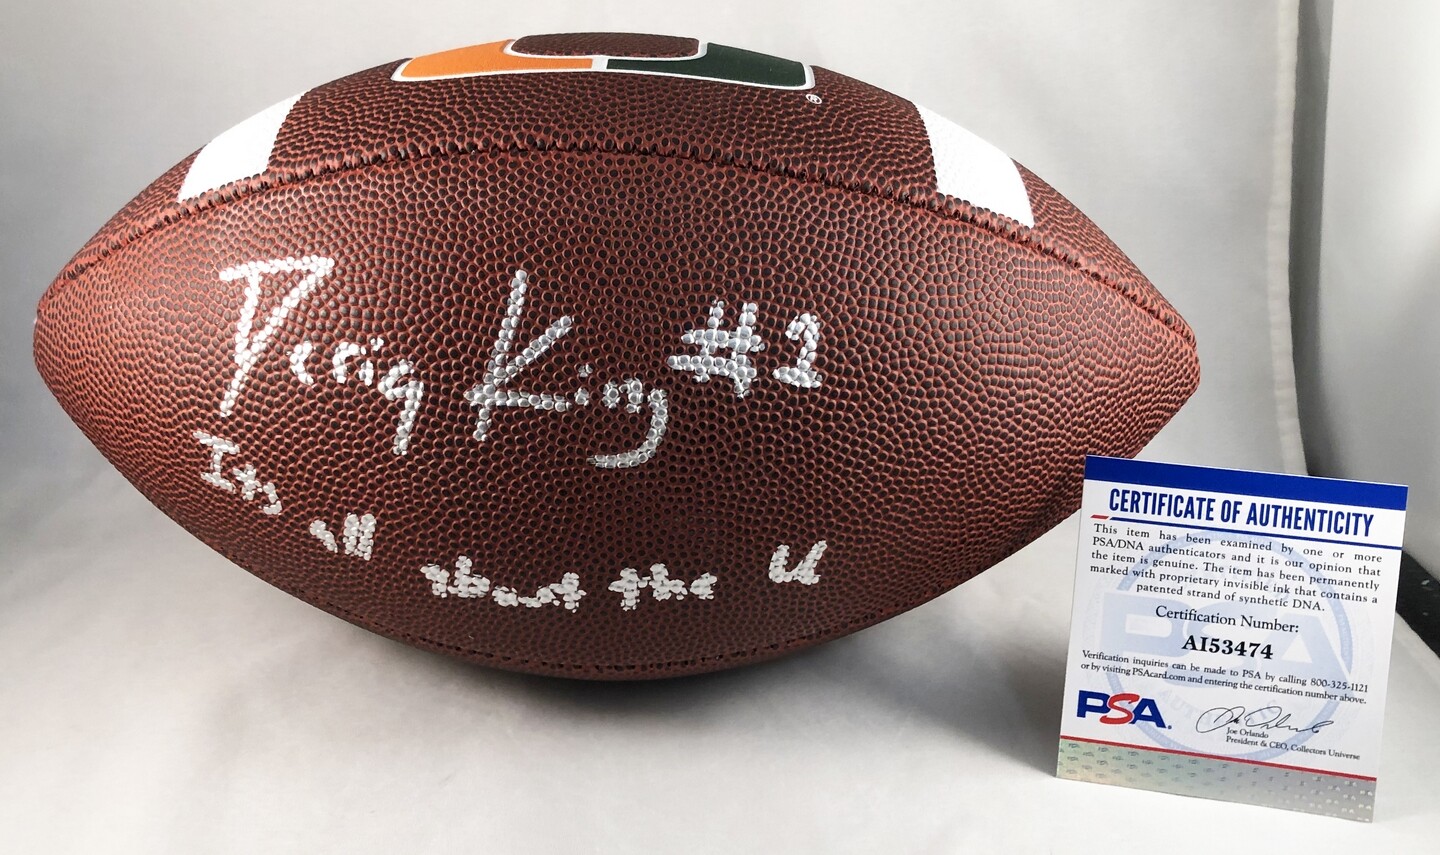 ®
Deriq King #1
Its all about the U
CERTIFICATE OF AUTHENTICITY
This item has been examined by one or more
PSA/DNA authenticators and it is our opinion that
the item is genuine. The item has been permanently
marked with proprietary invisible ink that contains a
patented strand of synthetic DNA.
Certification Number:
AI53474
Verification inquiries can be made to PSA by calling 800-325-1121
or by visiting PSAcard.com and entering the certification number above.
PSA.
Joe Orlando
President & CEO, Collectors Universe